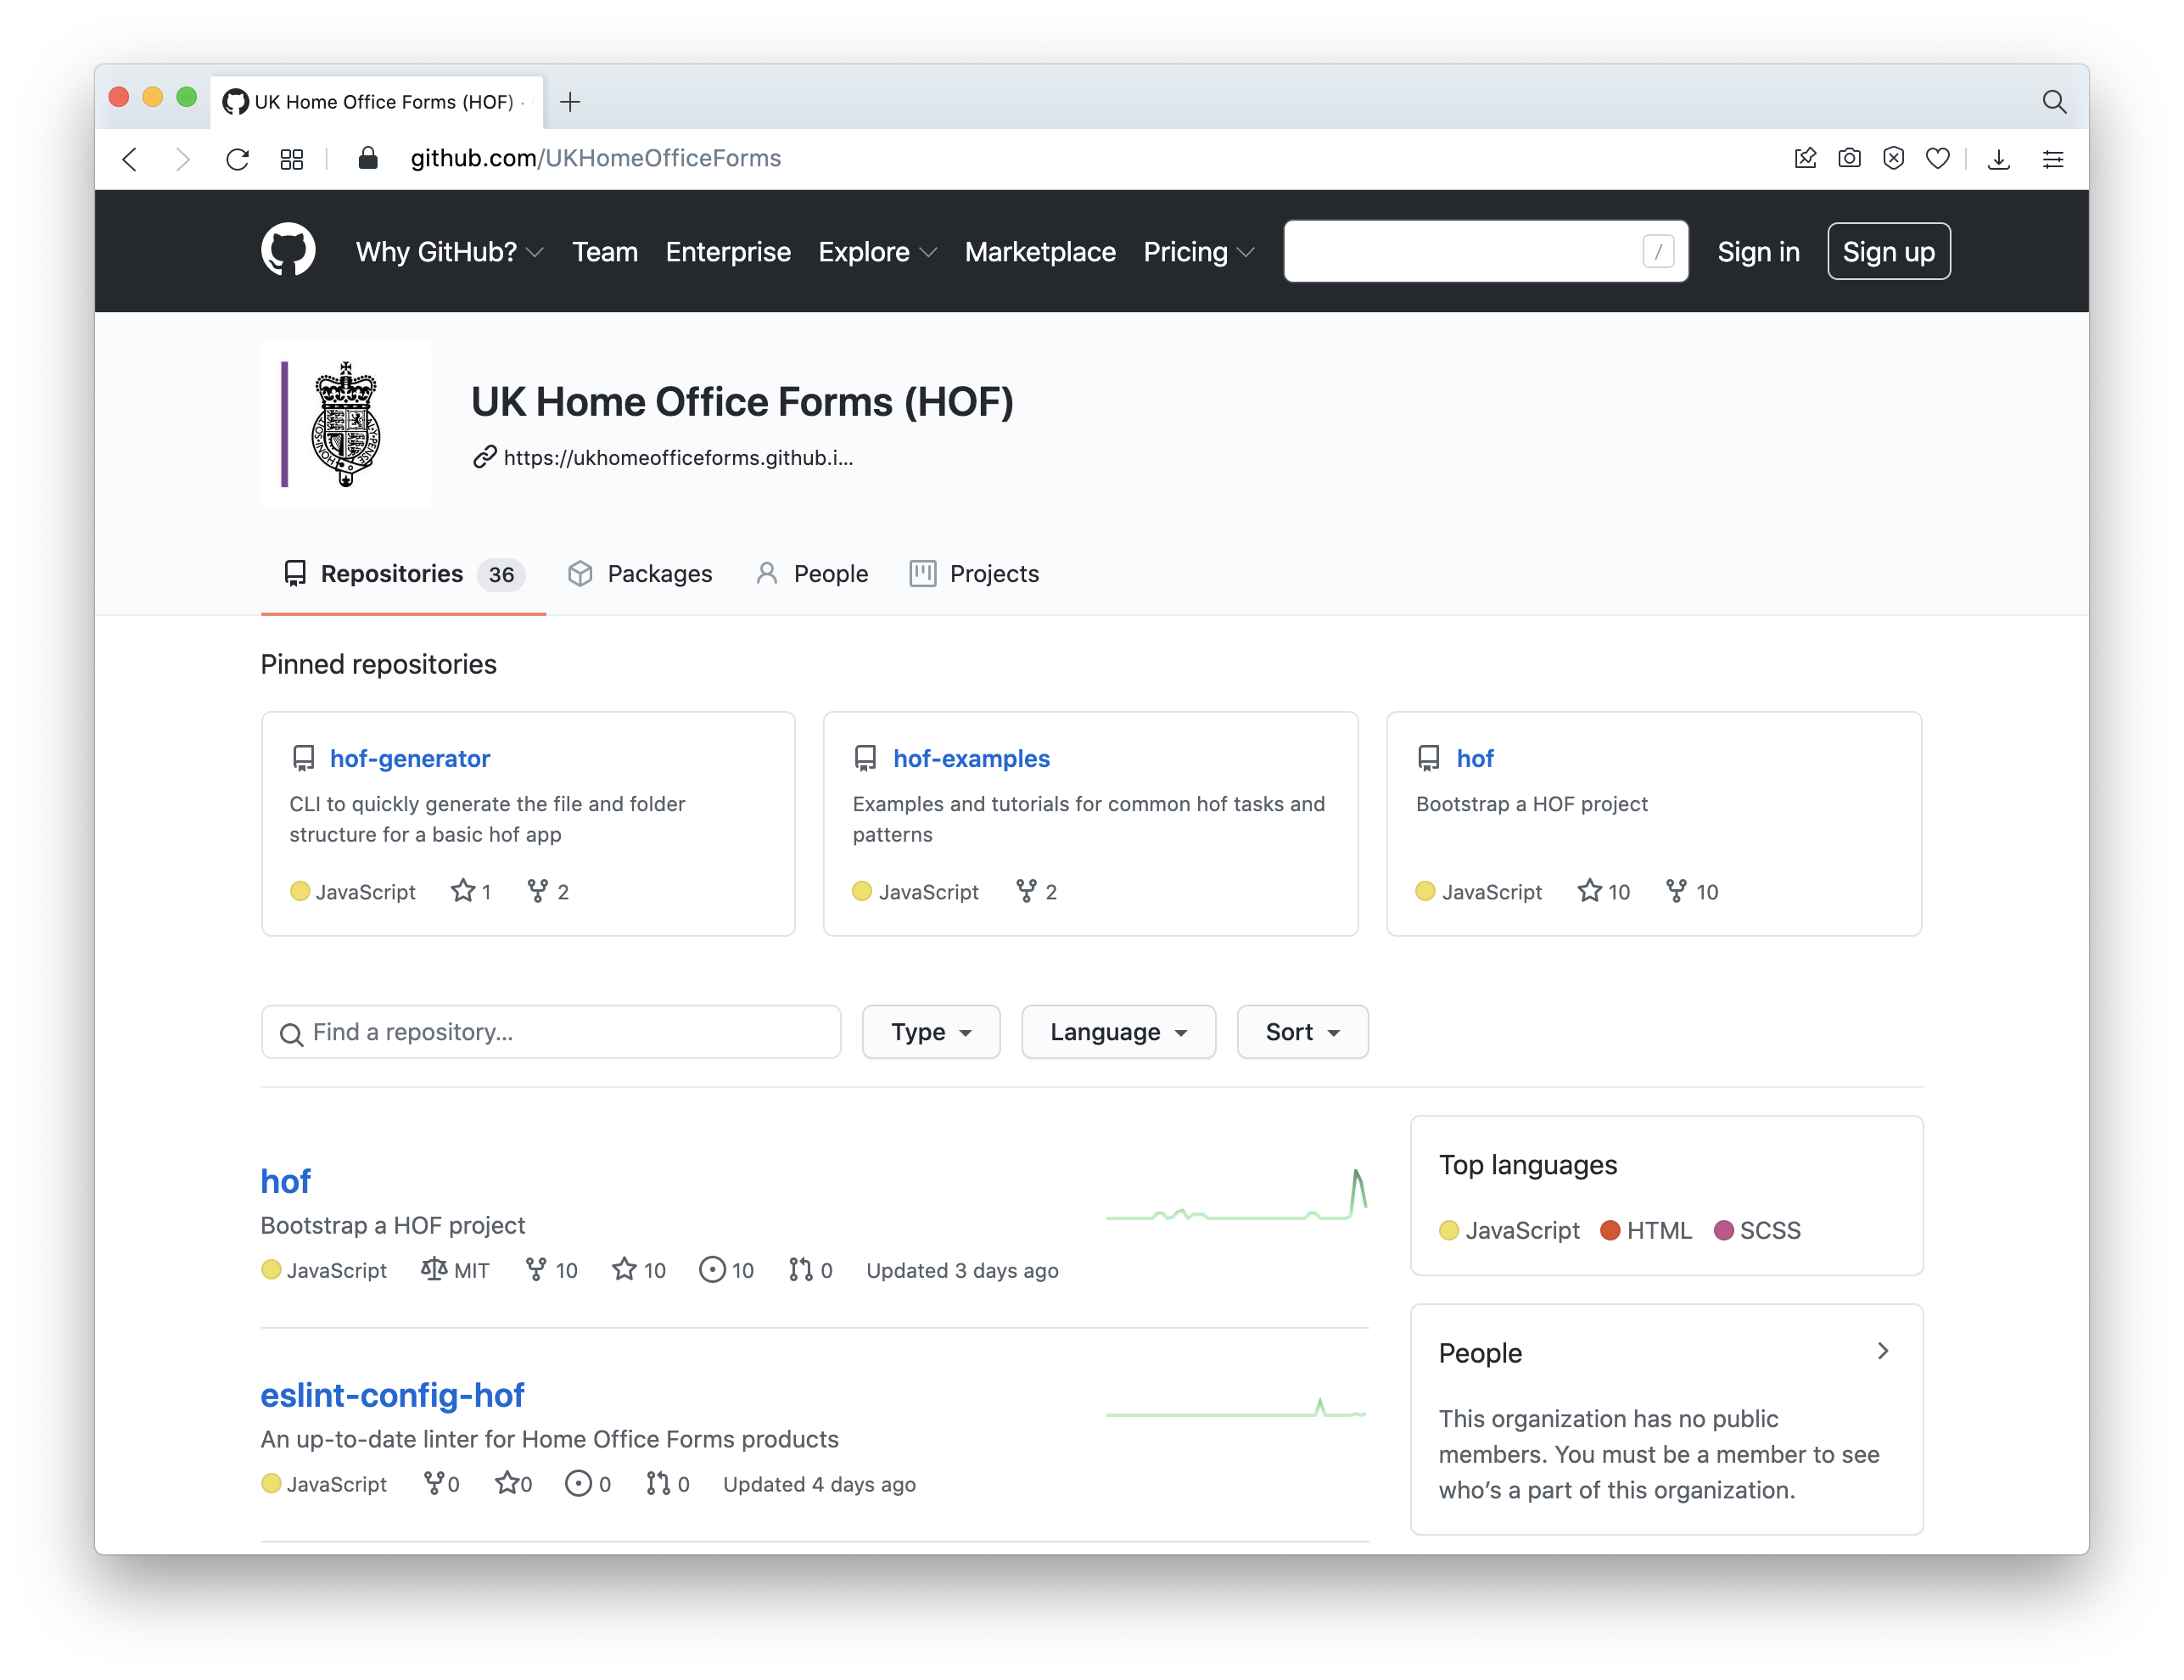 UK Home Office Forms (HOF) ·
github.com/UKHomeOfficeForms
Why GitHub? Team Enterprise Explore Marketplace Pricing / Sign in Sign up
UK Home Office Forms (HOF)
https://ukhomeofficeforms.github.i...
Repositories 36 Packages People Projects
Pinned repositories
hof-generator
CLI to quickly generate the file and folder
structure for a basic hof app
JavaScript 1 2
hof-examples
Examples and tutorials for common hof tasks and
patterns
JavaScript 2
hof
Bootstrap a HOF project
JavaScript 10 10
Find a repository... Type Language Sort
hof
Bootstrap a HOF project
JavaScript MIT 10 10 10 0 Updated 3 days ago
eslint-config-hof
An up-to-date linter for Home Office Forms products
JavaScript 0 0 0 0 Updated 4 days ago
Top languages
JavaScript HTML SCSS
People
This organization has no public
members. You must be a member to see
who’s a part of this organization.